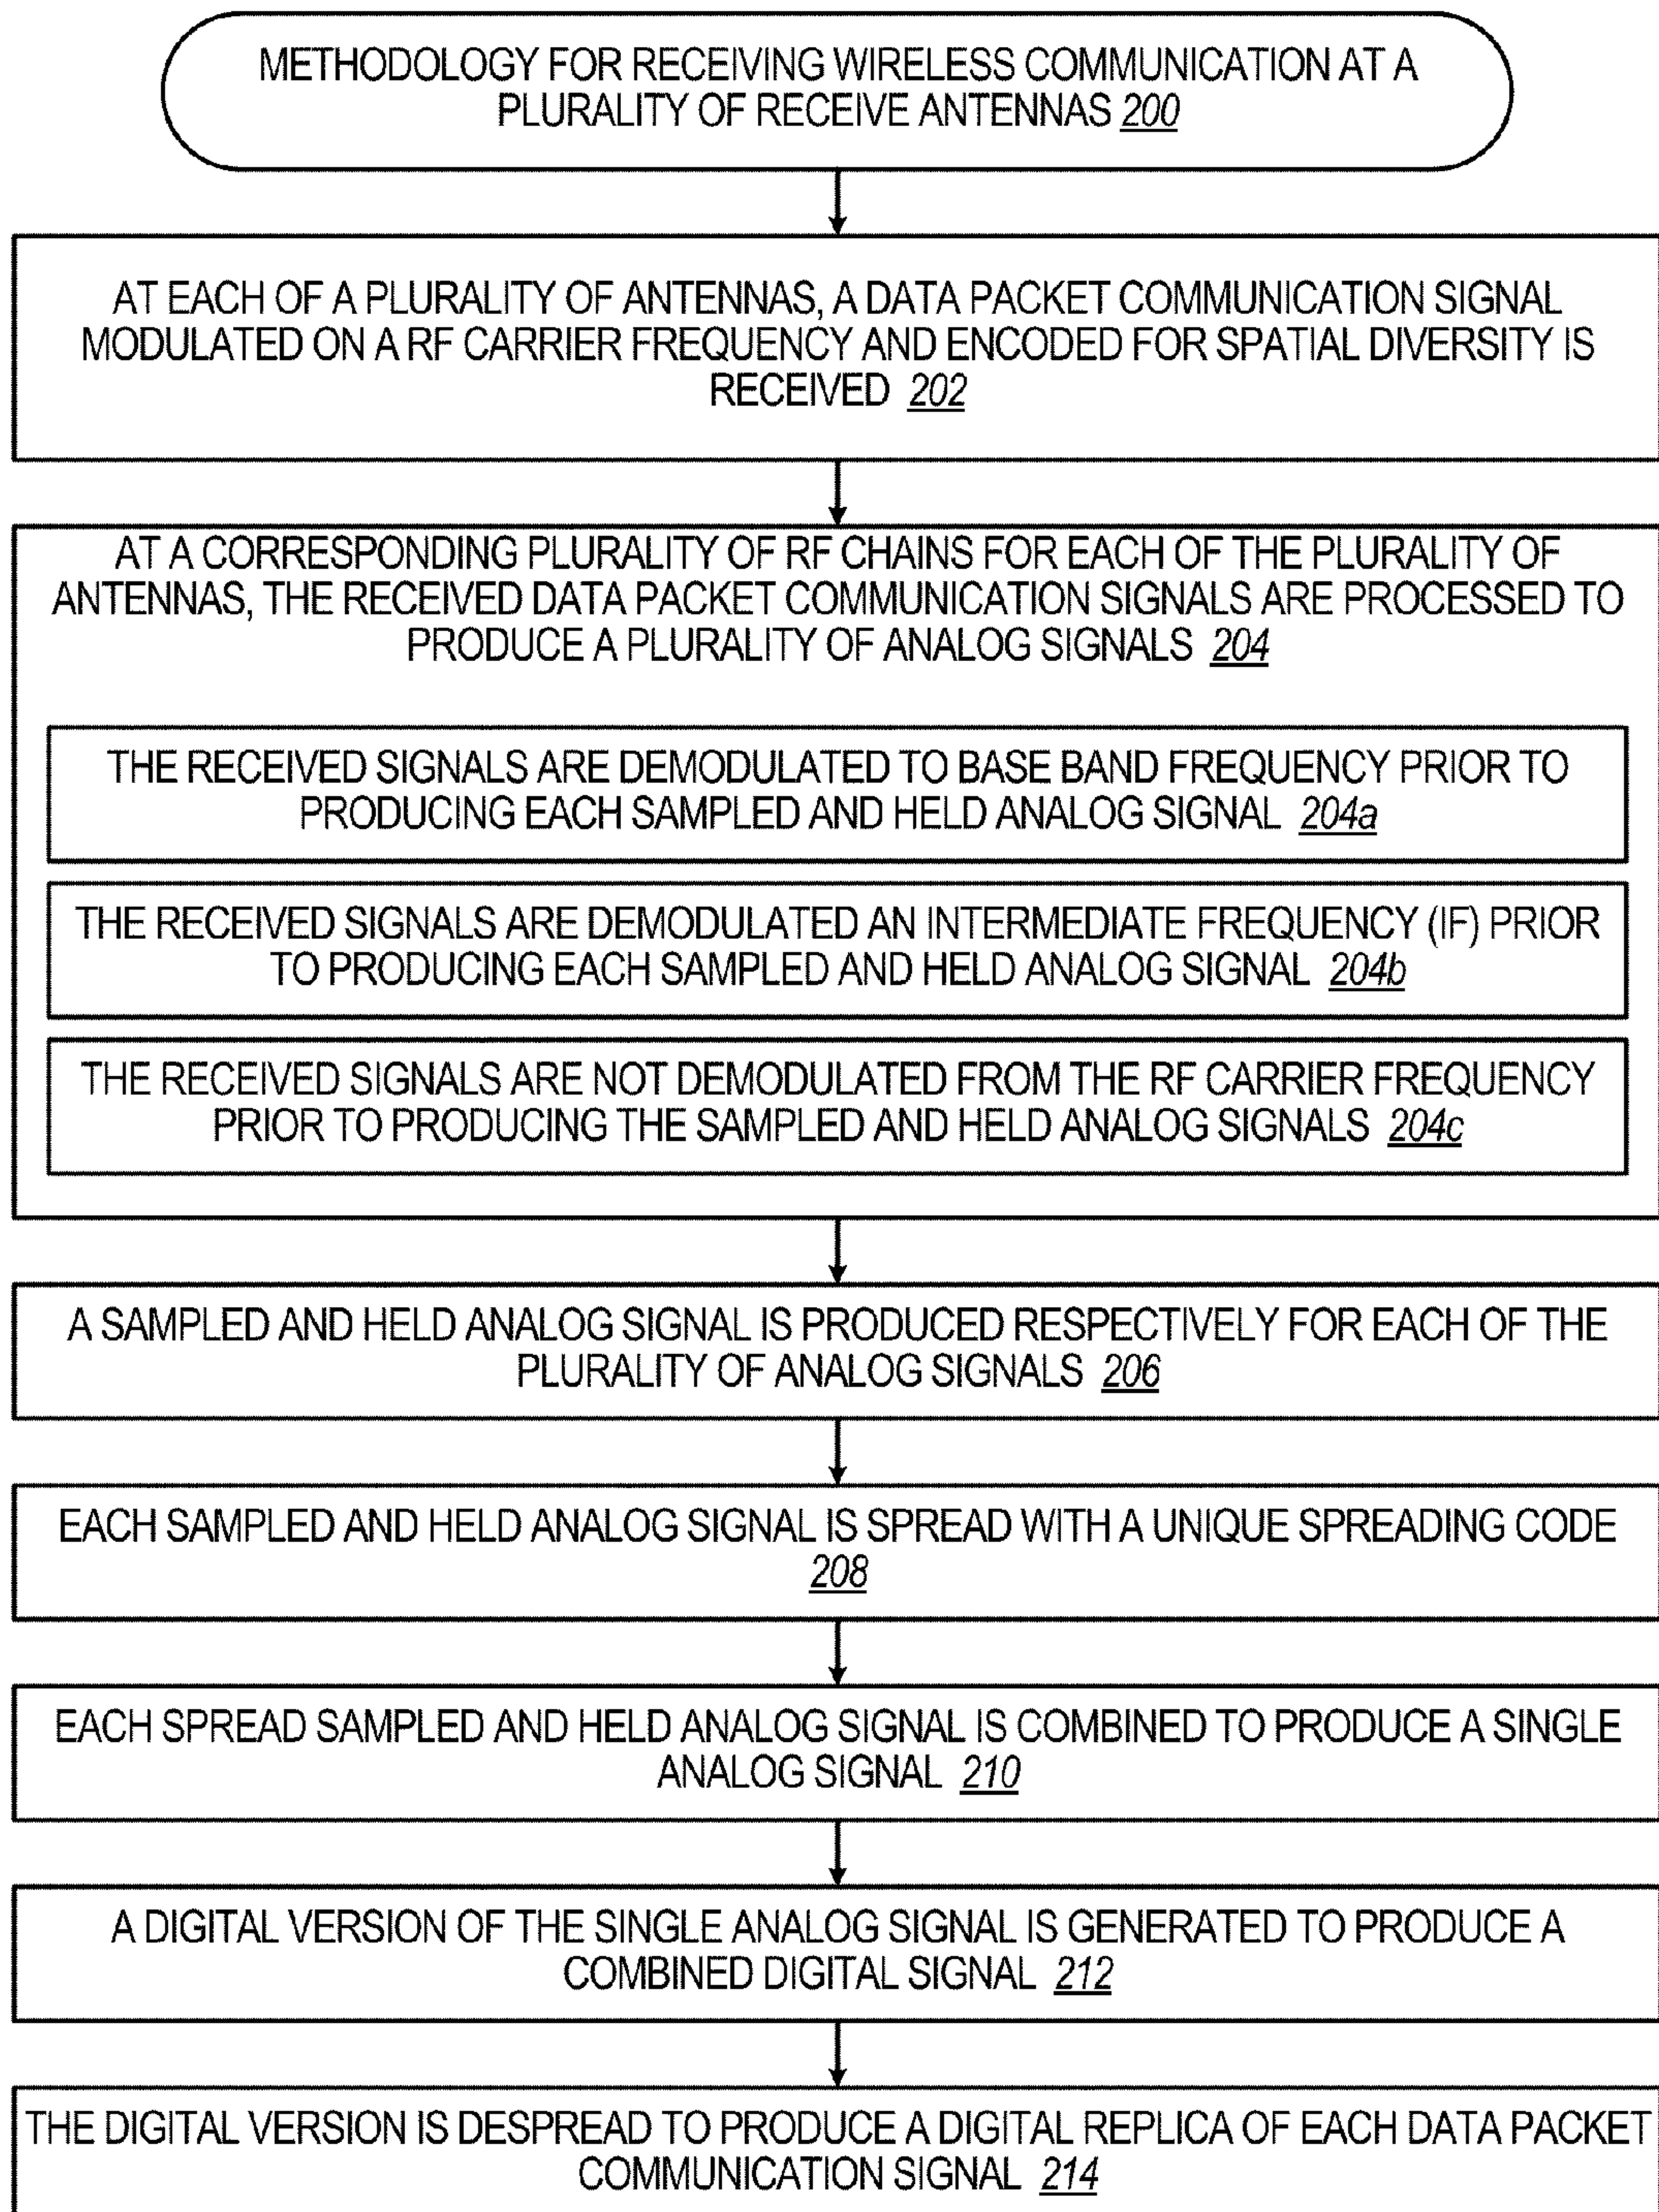 METHODOLOGY FOR RECEIVING WIRELESS COMMUNICATION AT A
PLURALITY OF RECEIVE ANTENNAS 200
AT EACH OF A PLURALITY OF ANTENNAS, A DATA PACKET COMMUNICATION SIGNAL
MODULATED ON A RF CARRIER FREQUENCY AND ENCODED FOR SPATIAL DIVERSITY IS
RECEIVED 202
AT A CORRESPONDING PLURALITY OF RF CHAINS FOR EACH OF THE PLURALITY OF
ANTENNAS, THE RECEIVED DATA PACKET COMMUNICATION SIGNALS ARE PROCESSED TO
PRODUCE A PLURALITY OF ANALOG SIGNALS 204
THE RECEIVED SIGNALS ARE DEMODULATED TO BASE BAND FREQUENCY PRIOR TO
PRODUCING EACH SAMPLED AND HELD ANALOG SIGNAL 204a
THE RECEIVED SIGNALS ARE DEMODULATED AN INTERMEDIATE FREQUENCY (IF) PRIOR
TO PRODUCING EACH SAMPLED AND HELD ANALOG SIGNAL 204b
THE RECEIVED SIGNALS ARE NOT DEMODULATED FROM THE RF CARRIER FREQUENCY
PRIOR TO PRODUCING THE SAMPLED AND HELD ANALOG SIGNALS 204c
A SAMPLED AND HELD ANALOG SIGNAL IS PRODUCED RESPECTIVELY FOR EACH OF THE
PLURALITY OF ANALOG SIGNALS 206
EACH SAMPLED AND HELD ANALOG SIGNAL IS SPREAD WITH A UNIQUE SPREADING CODE
208
EACH SPREAD SAMPLED AND HELD ANALOG SIGNAL IS COMBINED TO PRODUCE A SINGLE
ANALOG SIGNAL 210
A DIGITAL VERSION OF THE SINGLE ANALOG SIGNAL IS GENERATED TO PRODUCE A
COMBINED DIGITAL SIGNAL 212
THE DIGITAL VERSION IS DESPREAD TO PRODUCE A DIGITAL REPLICA OF EACH DATA PACKET
COMMUNICATION SIGNAL 214